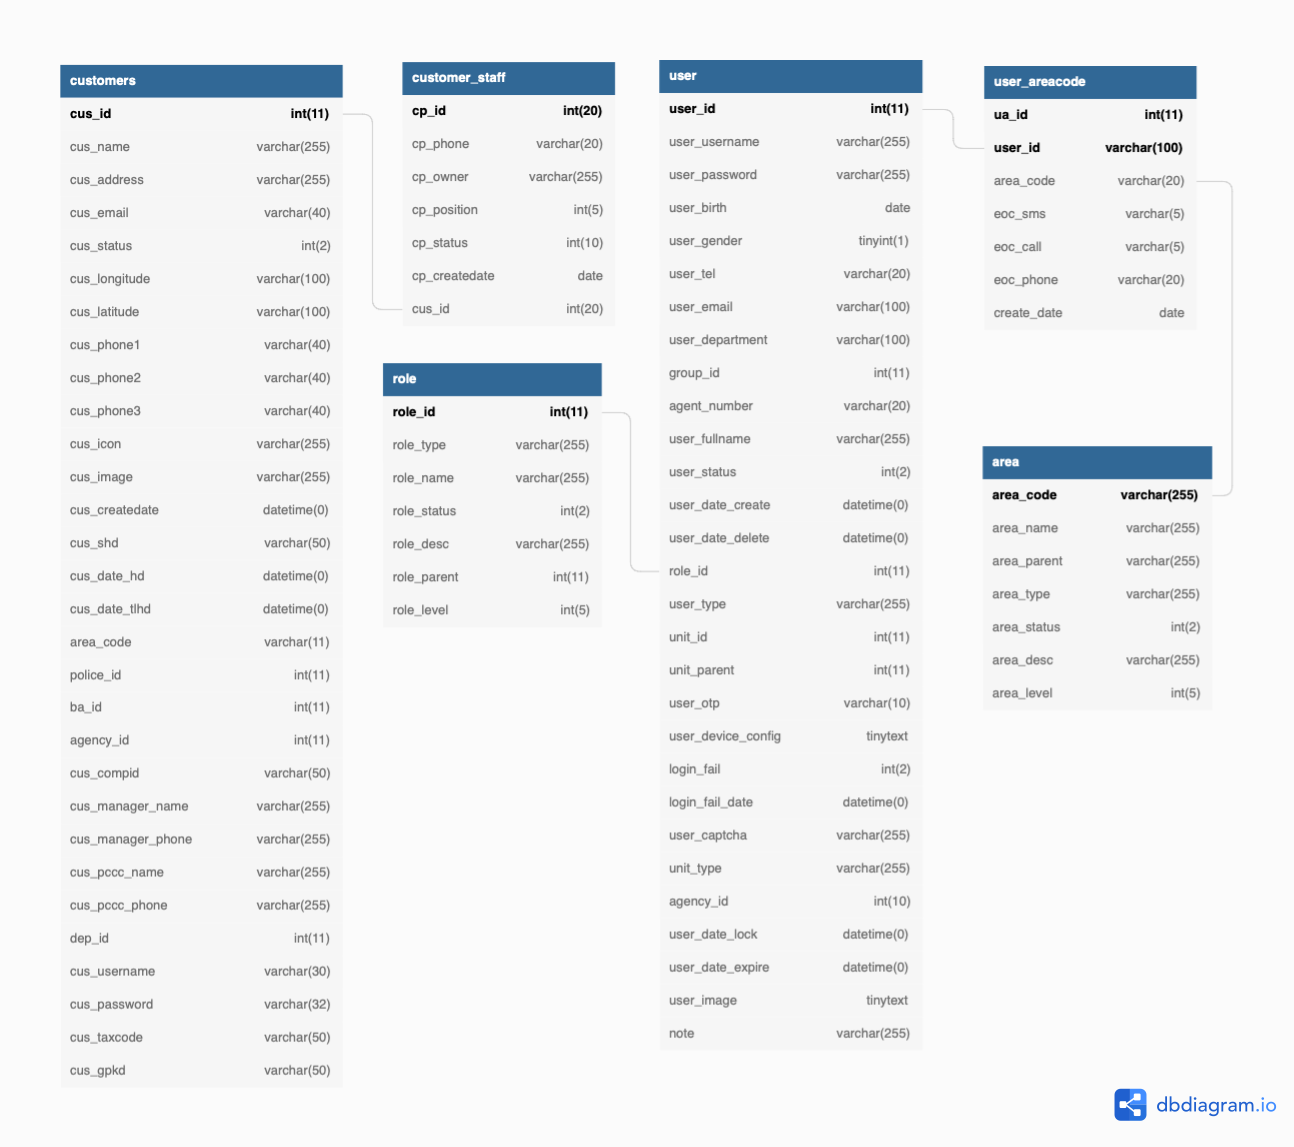 customers
cus_id int(11)
cus_name varchar(255)
cus_address varchar(255)
cus_email varchar(40)
cus_status int(2)
cus_longitude varchar(100)
cus_latitude varchar(100)
cus_phone1 varchar(40)
cus_phone2 varchar(40)
cus_phone3 varchar(40)
cus_icon varchar(255)
cus_image varchar(255)
cus_createdate datetime(0)
cus_shd varchar(50)
cus_date_hd datetime(0)
cus_date_tlhd datetime(0)
area_code varchar(11)
police_id int(11)
ba_id int(11)
agency_id int(11)
cus_compid varchar(50)
cus_manager_name varchar(255)
cus_manager_phone varchar(255)
cus_pccc_name varchar(255)
cus_pccc_phone varchar(255)
dep_id int(11)
cus_username varchar(30)
cus_password varchar(32)
cus_taxcode varchar(50)
cus_gpkd varchar(50)
customer_staff
cp_id int(20)
cp_phone varchar(20)
cp_owner varchar(255)
cp_position int(5)
cp_status int(10)
cp_createdate date
cus_id int(20)
role
role_id int(11)
role_type varchar(255)
role_name varchar(255)
role_status int(2)
role_desc varchar(255)
role_parent int(11)
role_level int(5)
user
user_id int(11)
user_username varchar(255)
user_password varchar(255)
user_birth date
user_gender tinyint(1)
user_tel varchar(20)
user_email varchar(100)
user_department varchar(100)
group_id int(11)
agent_number varchar(20)
user_fullname varchar(255)
user_status int(2)
user_date_create datetime(0)
user_date_delete datetime(0)
role_id int(11)
user_type varchar(255)
unit_id int(11)
unit_parent int(11)
user_otp varchar(10)
user_device_config tinytext
login_fail int(2)
login_fail_date datetime(0)
user_captcha varchar(255)
unit_type varchar(255)
agency_id int(10)
user_date_lock datetime(0)
user_date_expire datetime(0)
user_image tinytext
note varchar(255)
user_areacode
ua_id int(11)
user_id varchar(100)
area_code varchar(20)
eoc_sms varchar(5)
eoc_call varchar(5)
eoc_phone varchar(20)
create_date date
area
area_code varchar(255)
area_name varchar(255)
area_parent varchar(255)
area_type varchar(255)
area_status int(2)
area_desc varchar(255)
area_level int(5)
dbdiagram.io